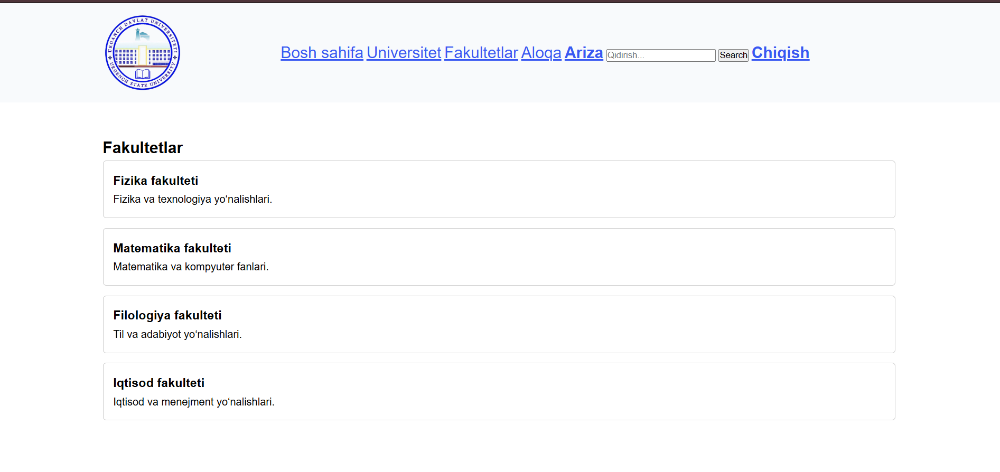 URGANCH DAVLAT UNIVERSITETI
URGENCH STATE UNIVERSITY
Bosh sahifa Universitet Fakultetlar Aloqa Ariza Qidirish... Search Chiqish
Fakultetlar
Fizika fakulteti
Fizika va texnologiya yo‘nalishlari.
Matematika fakulteti
Matematika va kompyuter fanlari.
Filologiya fakulteti
Til va adabiyot yo‘nalishlari.
Iqtisod fakulteti
Iqtisod va menejment yo‘nalishlari.